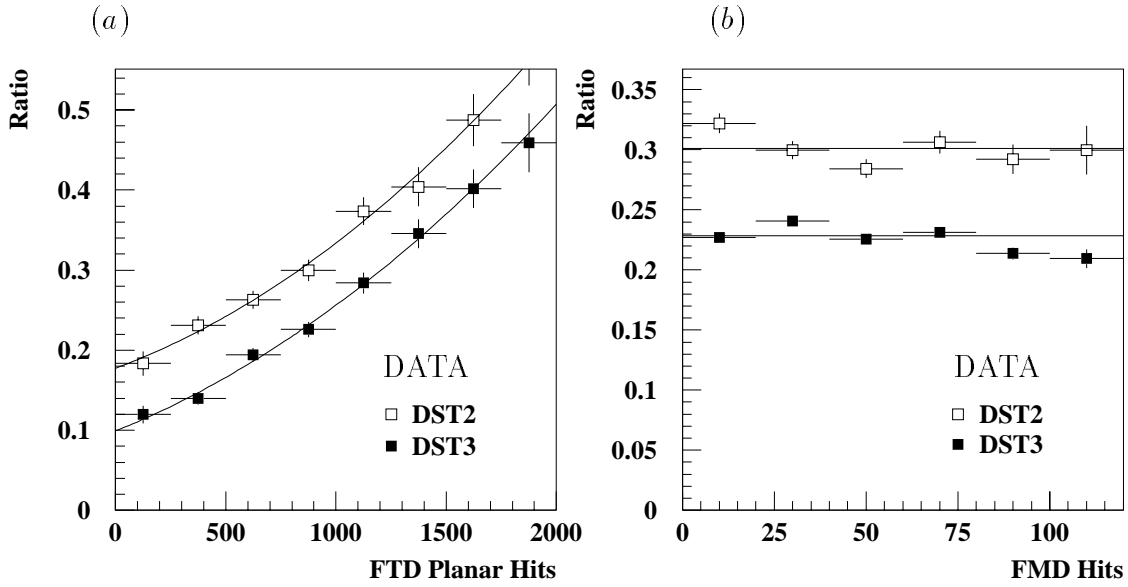 (a)
Ratio
0.5
0.4
0.3
0.2
0.1
0
0 500 1000 1500 2000
FTD Planar Hits
DATA
DST2
DST3
(b)
Ratio
0.35
0.3
0.25
0.2
0.15
0.1
0.05
0
0 25 50 75 100
FMD Hits
DATA
DST2
DST3